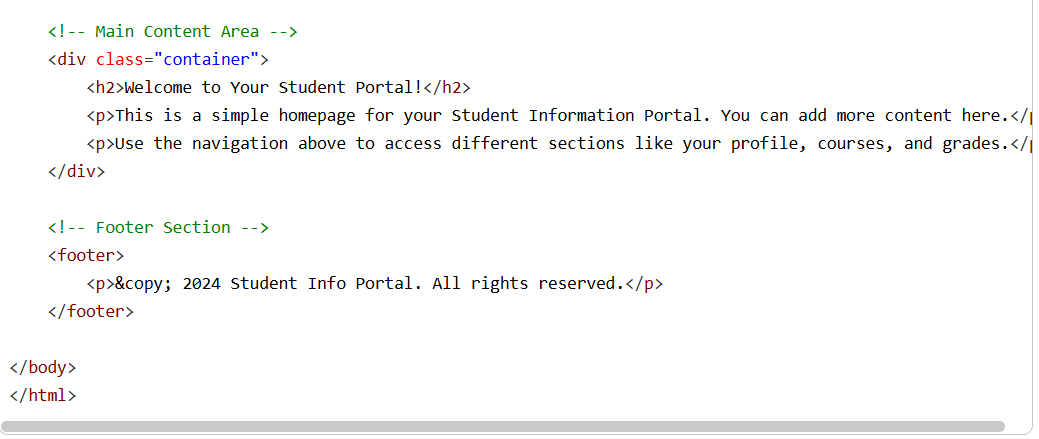 <!-- Main Content Area -->
<div class="container">
<h2>Welcome to Your Student Portal!</h2>
<p>This is a simple homepage for your Student Information Portal. You can add more content here.</
<p>Use the navigation above to access different sections like your profile, courses, and grades.</
</div>
<!-- Footer Section -->
<footer>
<p>&copy; 2024 Student Info Portal. All rights reserved.</p>
</footer>
</body>
</html>